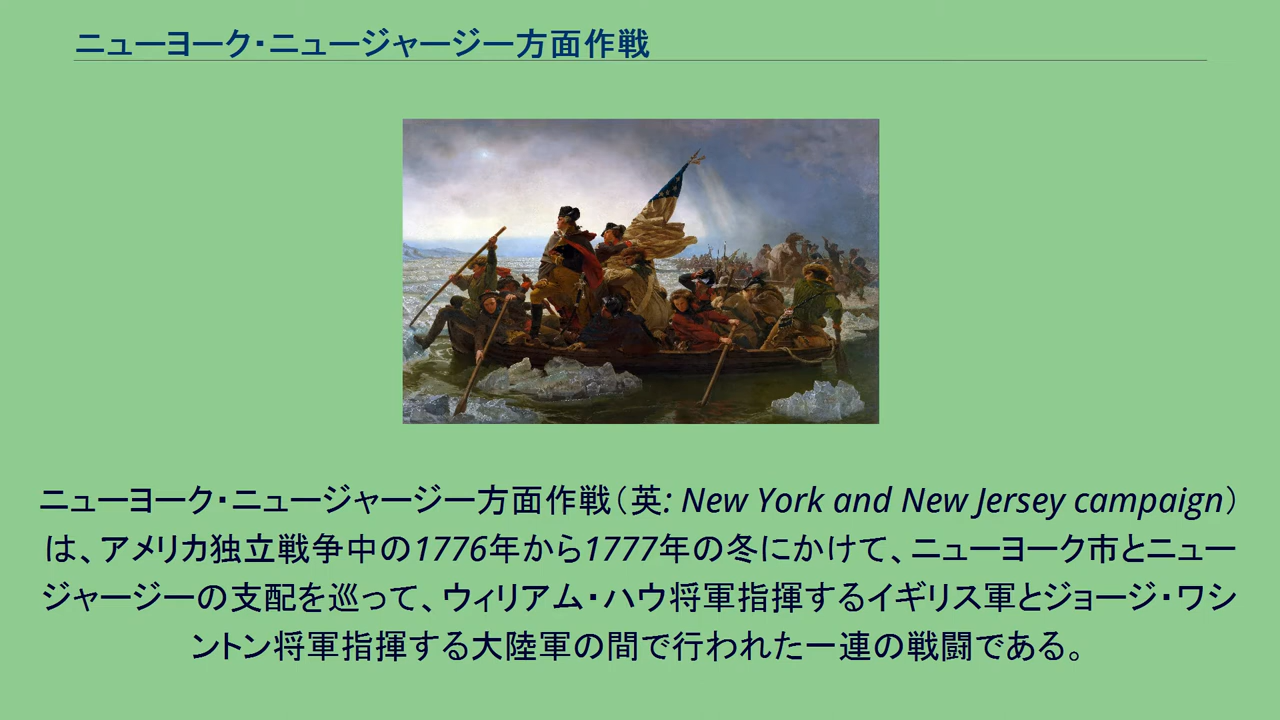 ニューヨーク・ニュージャージー方面作戦
ニューヨーク・ニュージャージー方面作戦（英: New York and New Jersey campaign）
は、アメリカ独立戦争中の1776年から1777年の冬にかけて、ニューヨーク市とニュー
ジャージーの支配を巡って、ウィリアム・ハウ将軍指揮するイギリス軍とジョージ・ワシ
ントン将軍指揮する大陸軍の間で行われた一連の戦闘である。